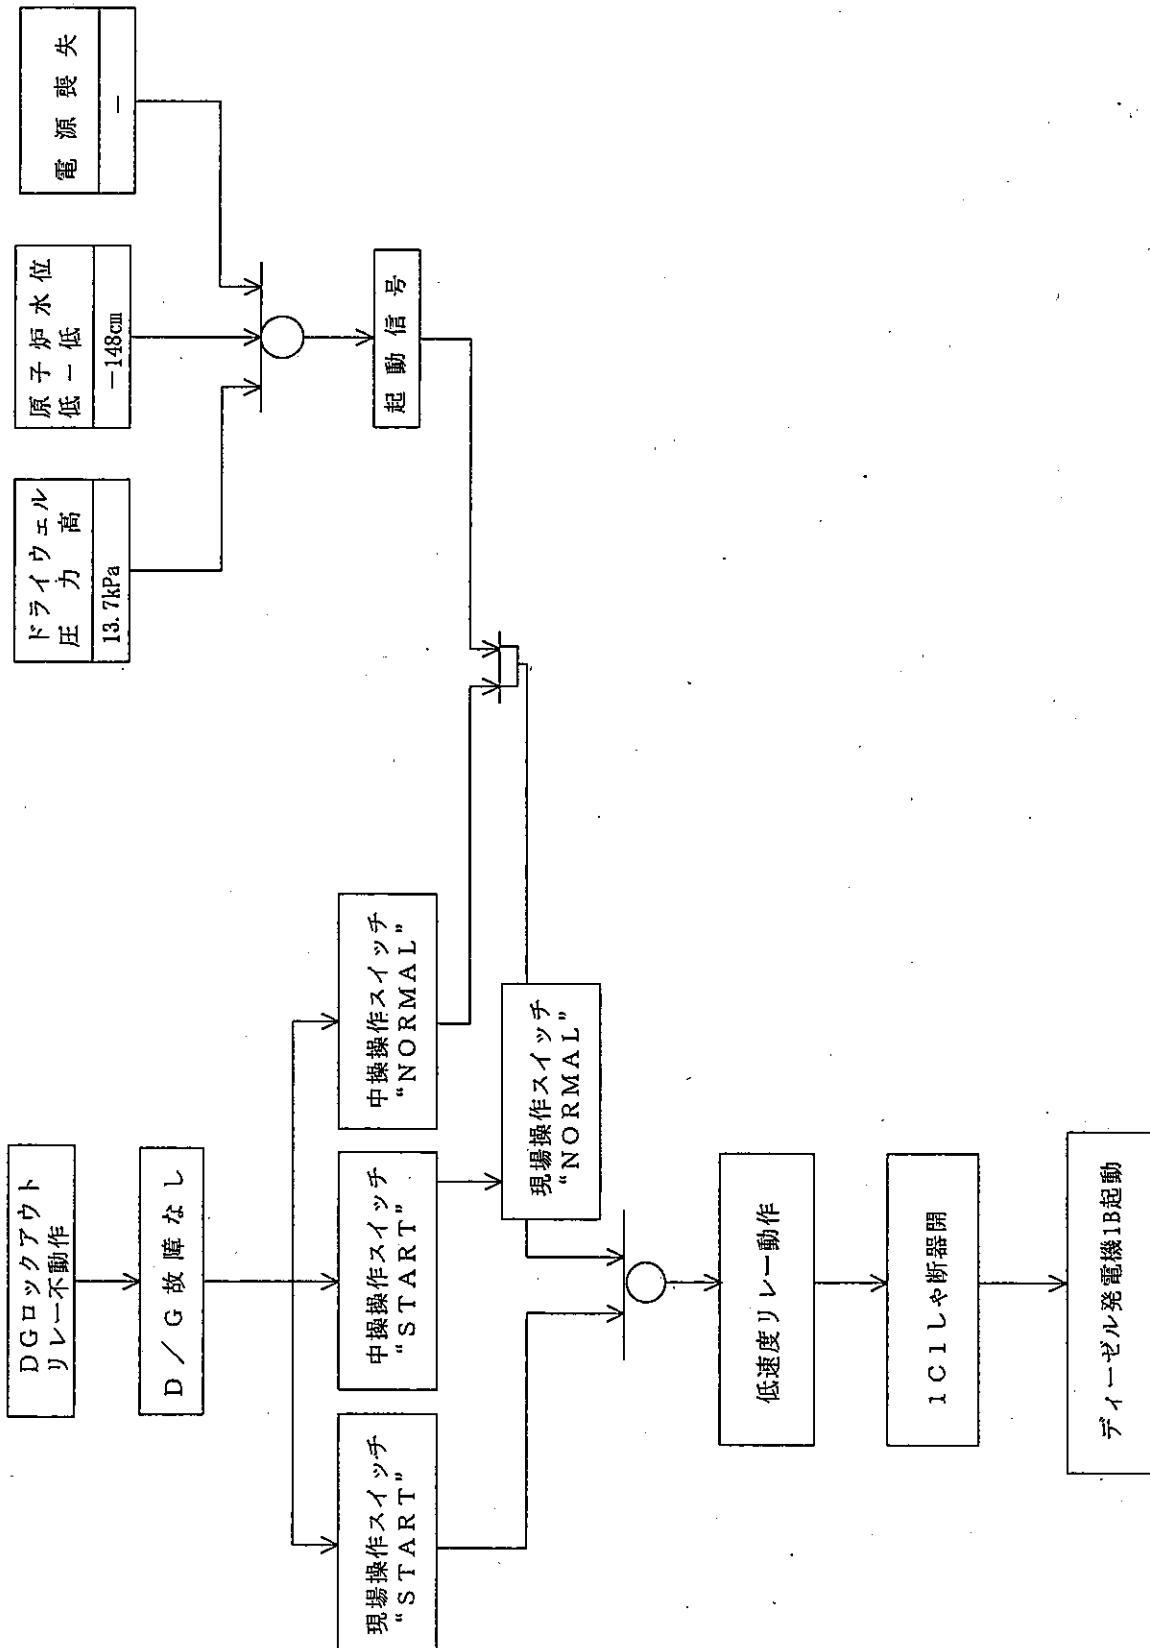 DGロックアウト
リレー不動作
D/G故障なし
現場操作スイッチ
“START”
中操操作スイッチ
“START”
中操操作スイッチ
“NORMAL”
現場操作スイッチ
“NORMAL”
ドライウェル
圧力高
13.7kPa
原子炉水位
低－低
－148cm
電源喪失
－
起動信号
低速度リレー動作
1C1しゃ断器開
ディーゼル発電機1B起動